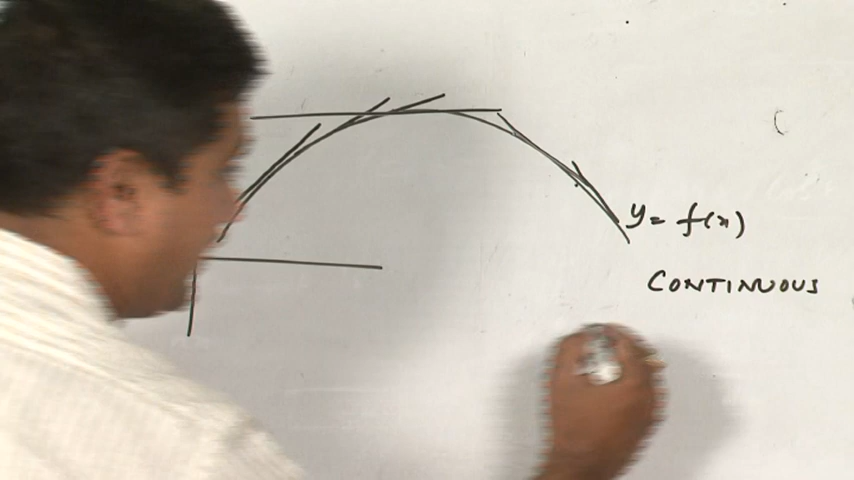 y = f(x)
CONTINUOUS